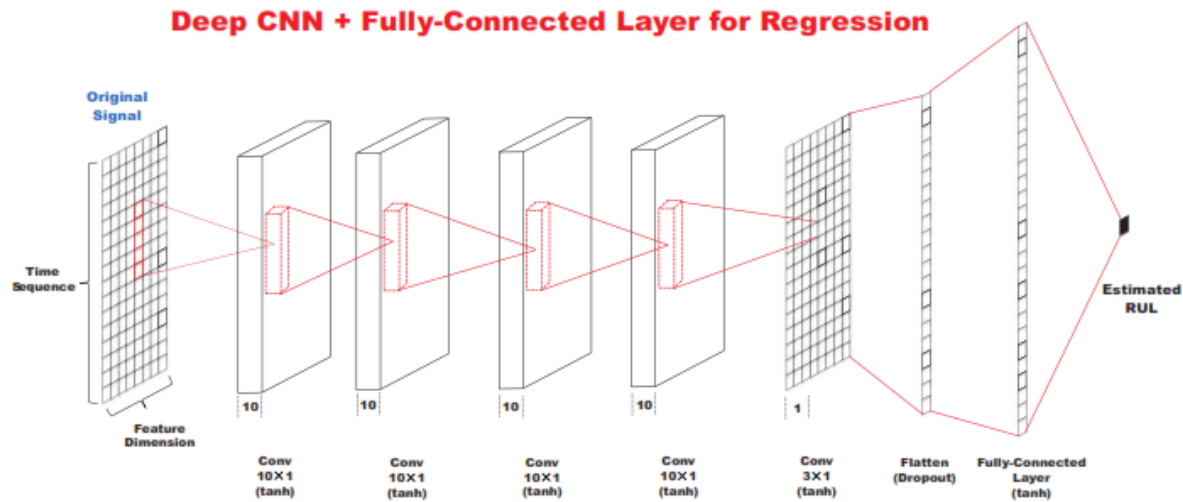 Deep CNN + Fully-Connected Layer for Regression
Original
Signal
Time
Sequence
Feature
Dimension
10
10
10
10
1
Estimated
RUL
Conv
10×1
(tanh)
Conv
10×1
(tanh)
Conv
10×1
(tanh)
Conv
10×1
(tanh)
Conv
3×1
(tanh)
Flatten
(Dropout)
Fully-Connected
Layer
(tanh)